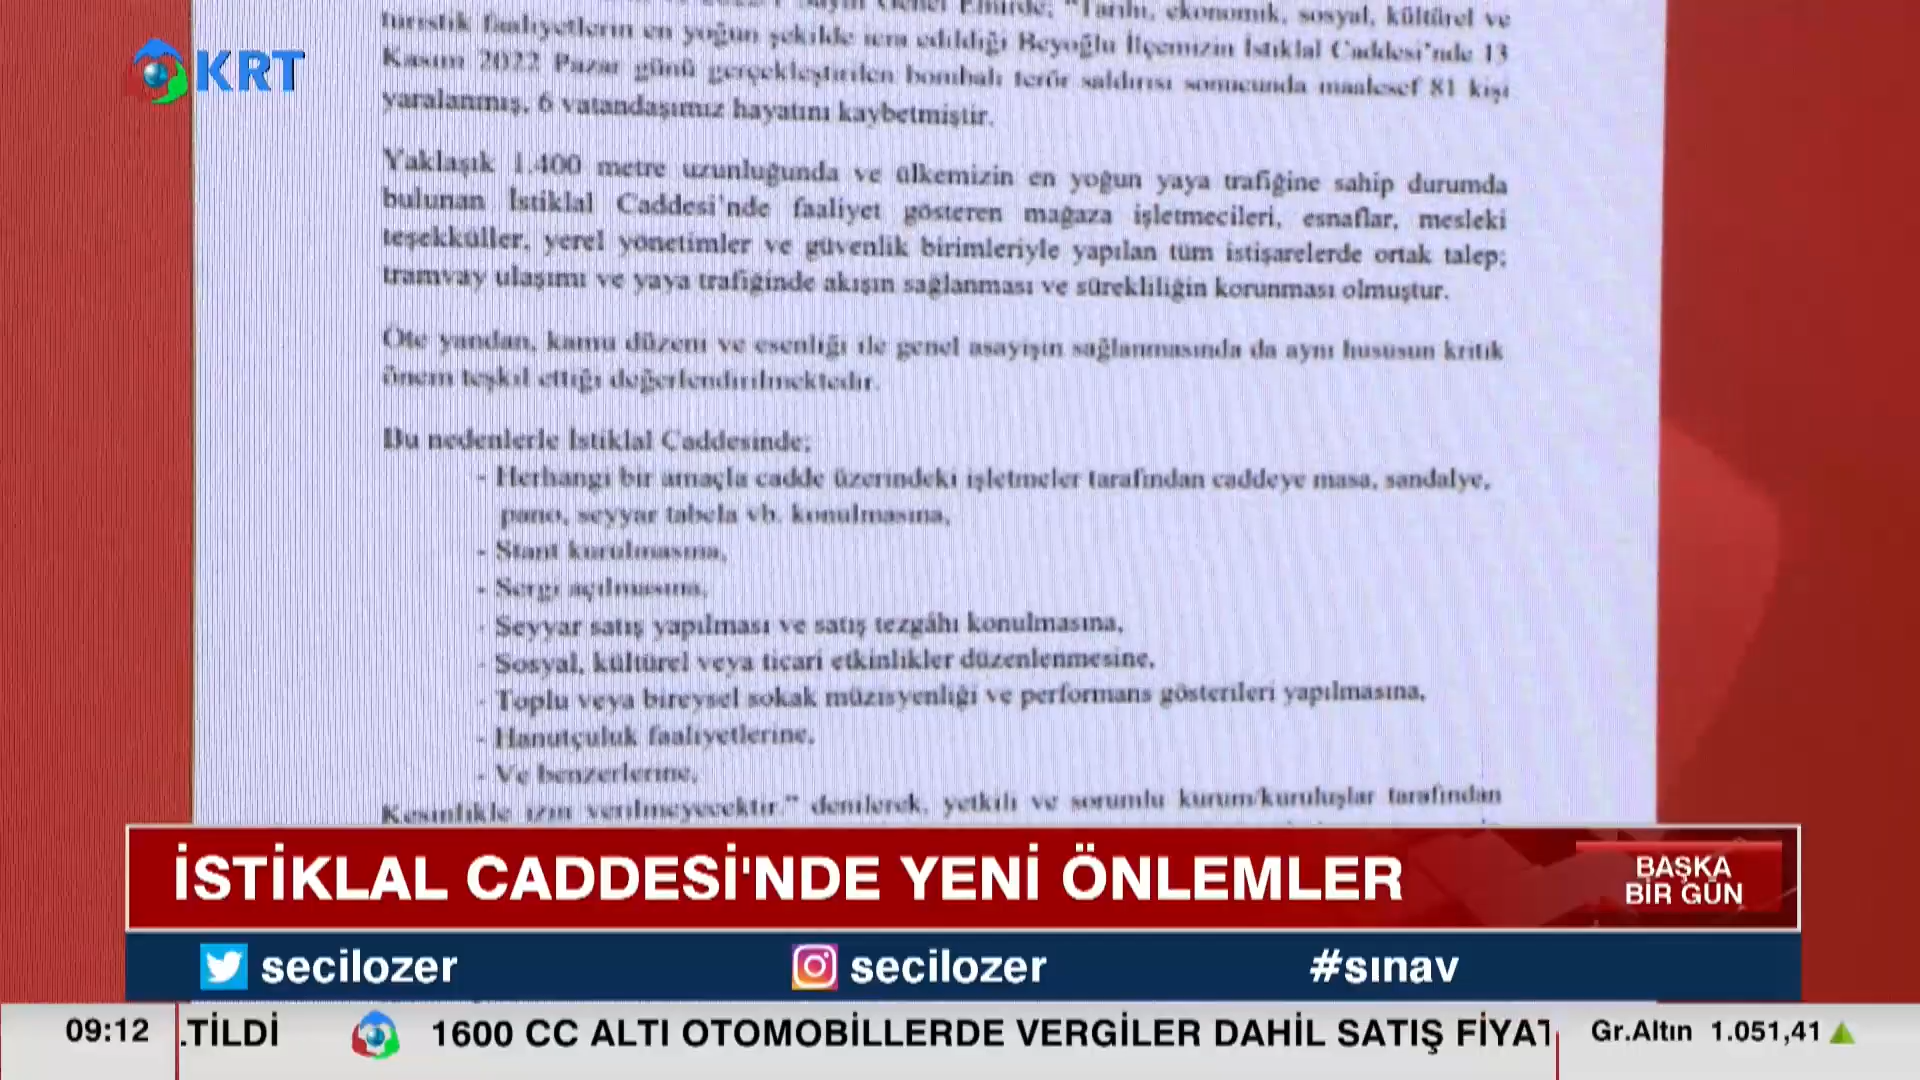 Sayın Genel Emirde; "Tarihi, ekonomik, sosyal, kültürel ve
turistik faaliyetlerin en yoğun şekilde icra edildiği Beyoğlu İlçemizin İstiklal Caddesi'nde 13
KRT
Kasım 2022 Pazar günü gerçekleştirilen bombalı terör saldırısı sonucunda maalesef 81 kişi
yaralanmış, 6 vatandaşımız hayatını kaybetmiştir.
Yaklaşık 1.400 metre uzunluğunda ve ülkemizin en yoğun yaya trafiğine sahip durumda
bulunan İstiklal Caddesi'nde faaliyet gösteren mağaza işletmecileri, esnaflar, mesleki
teşekküller, yerel yönetimler ve güvenlik birimleriyle yapılan tüm istişarelerde ortak talep;
tramvay ulaşımı ve yaya trafiğinde akışın sağlanması ve sürekliliğin korunması olmuştur.
Öte yandan, kamu düzeni ve esenliği ile genel asayişin sağlanmasında da aynı hususun kritik
önem teşkil ettiği değerlendirilmektedir.
Bu nedenlerle İstiklal Caddesinde;
- Herhangi bir amaçla cadde üzerindeki işletmeler tarafından caddeye masa, sandalye,
pano, seyyar tabela vb. konulmasına,
- Stant kurulmasına,
- Sergi açılmasına,
- Seyyar satış yapılması ve satış tezgâhı konulmasına,
- Sosyal, kültürel veya ticari etkinlikler düzenlenmesine,
- Toplu veya bireysel sokak müzisyenliği ve performans gösterileri yapılmasına,
- Hanutçuluk faaliyetlerine,
- Ve benzerlerine,
Kesinlikle izin verilmeyecektir." denilerek, yetkili ve sorumlu kurum/kuruluşlar tarafından
İSTİKLAL CADDESİ'NDE YENİ ÖNLEMLER
BAŞKA
BİR GÜN
secilozer secilozer #sınav
09:12 .TİLDİ 1600 CC ALTI OTOMOBİLLERDE VERGİLER DAHİL SATIŞ FİYAT Gr.Altın 1.051,41